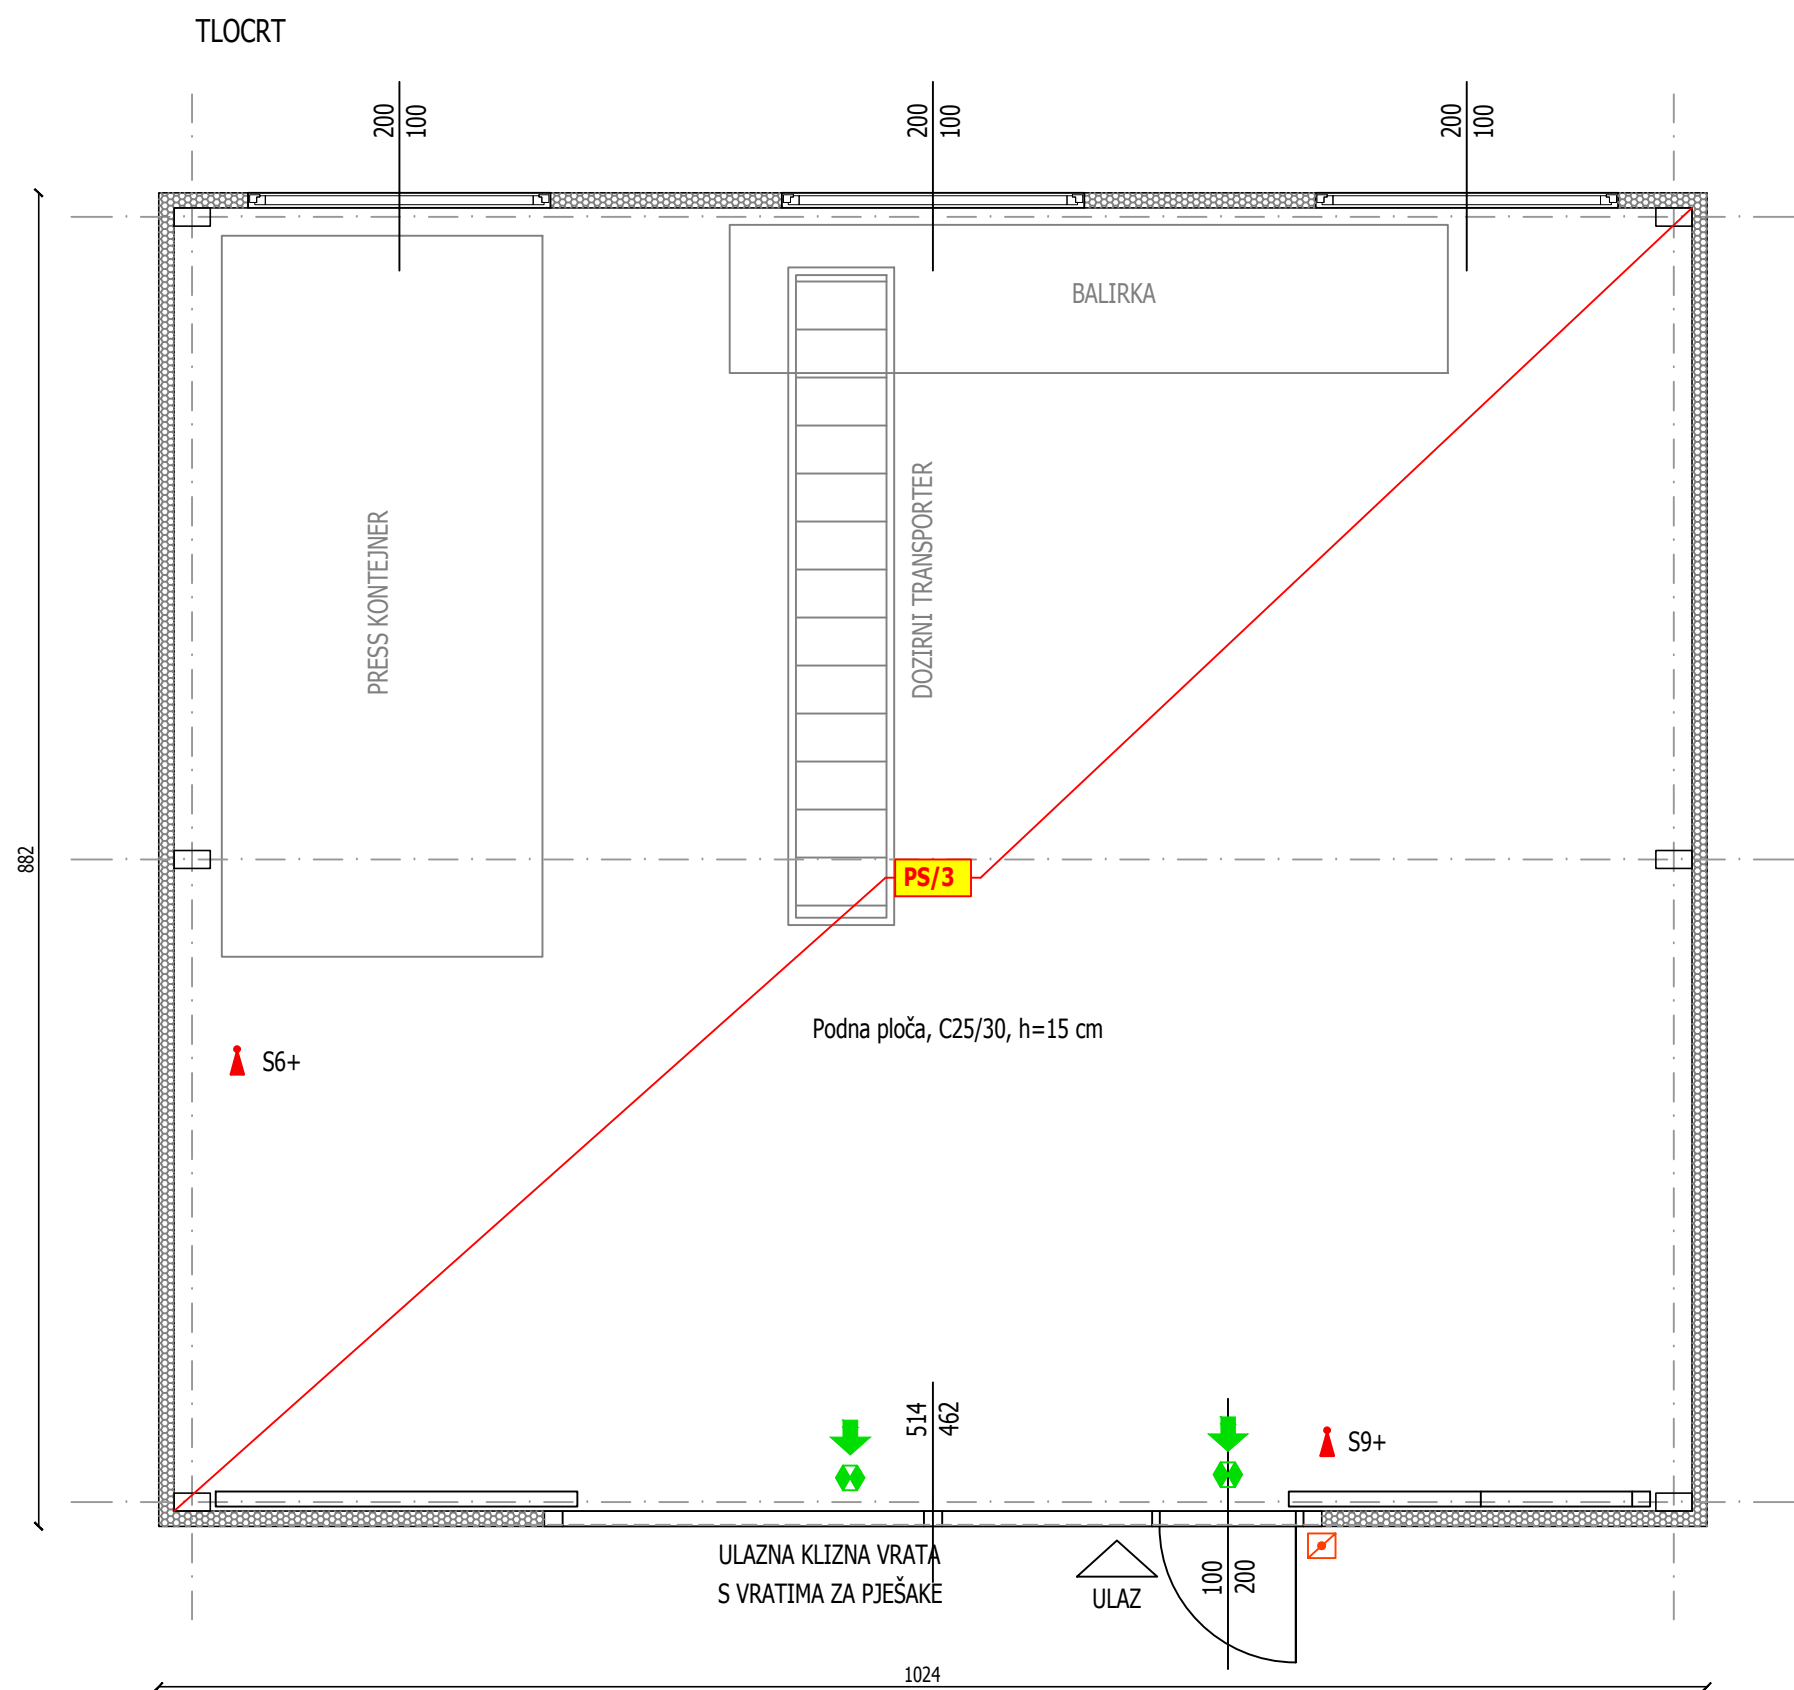 TLOCRT
200
100
200
100
200
100
BALIRKA
PRESS KONTEJNER
DOZIRNI TRANSPORTER
882
PS/3
Podna ploča, C25/30, h=15 cm
S6+
514
462
S9+
ULAZNA KLIZNA VRATA
S VRATIMA ZA PJEŠAKE
ULAZ
100
200
1024